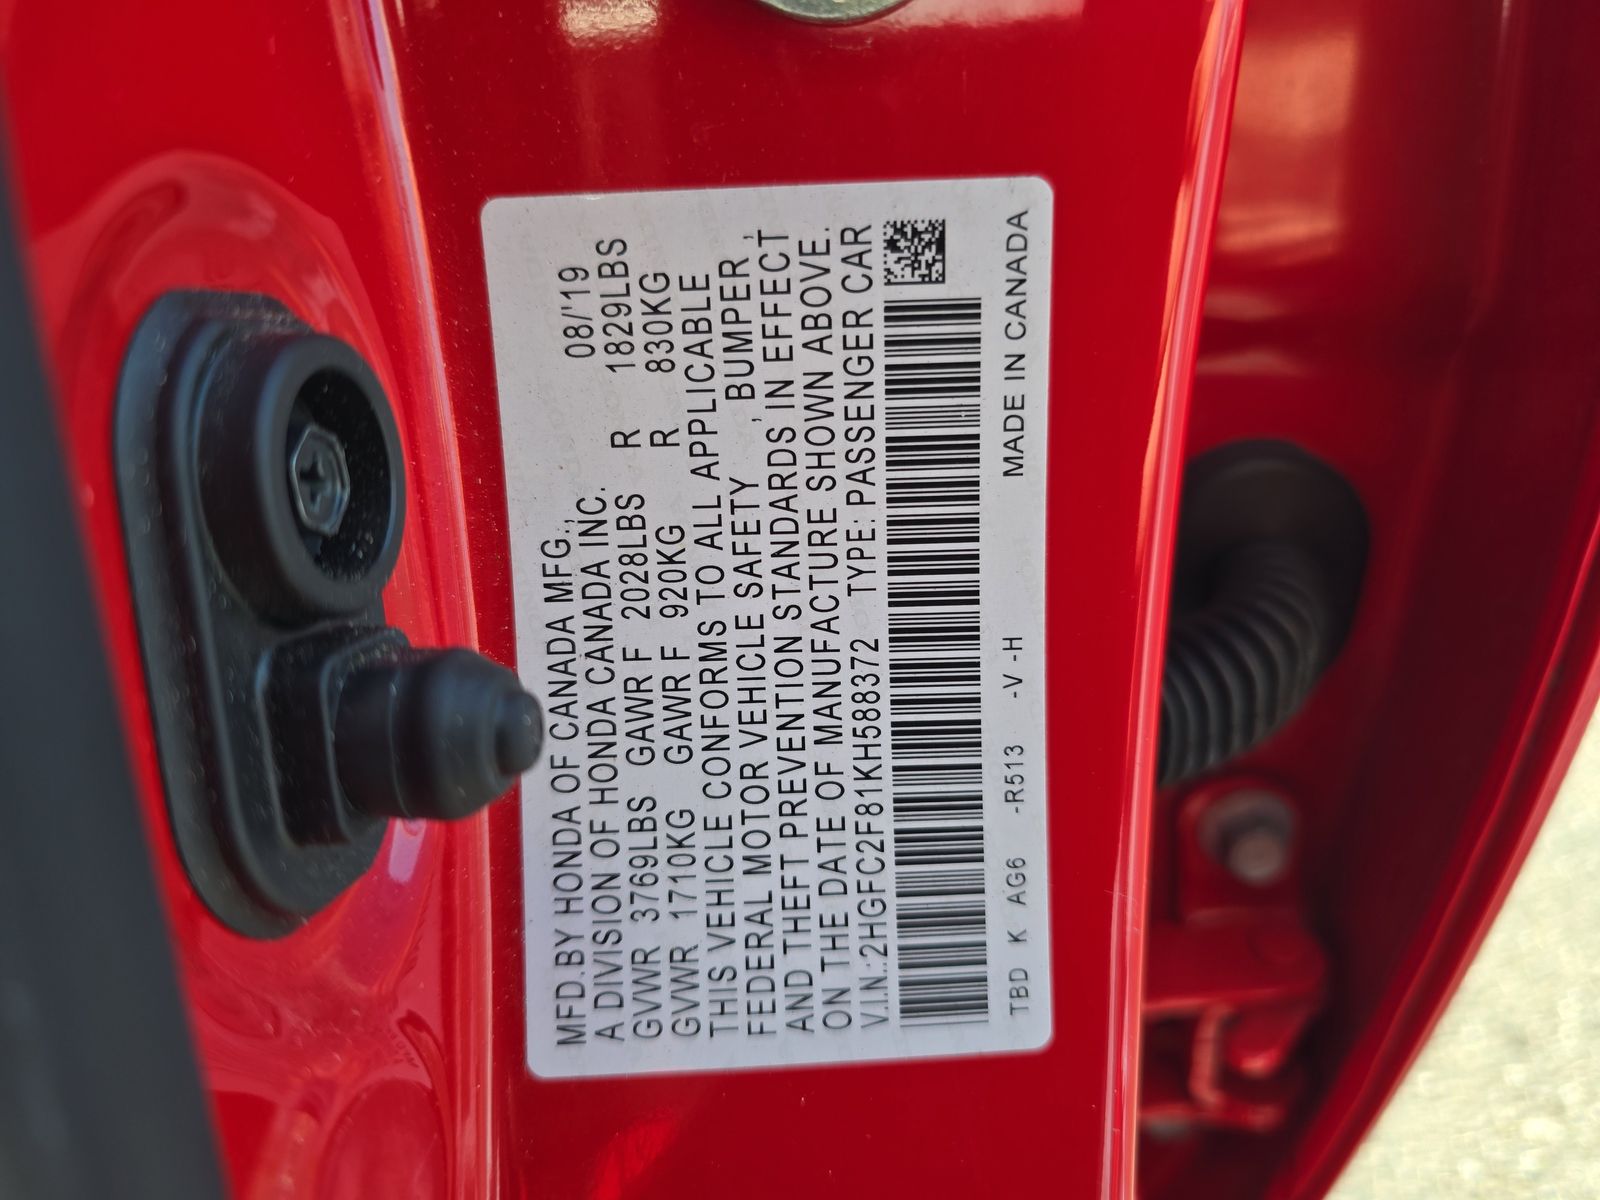 MFD.BY HONDA OF CANADA MFG., 08/'19
A DIVISION OF HONDA CANADA INC.
GVWR 3769LBS GAWR F 2028LBS R 1829LBS
GVWR 1710KG GAWR F 920KG R 830KG
THIS VEHICLE CONFORMS TO ALL APPLICABLE
FEDERAL MOTOR VEHICLE SAFETY , BUMPER ,
AND THEFT PREVENTION STANDARDS IN EFFECT
ON THE DATE OF MANUFACTURE SHOWN ABOVE.
V.I.N.:2HGFC2F81KH588372 TYPE: PASSENGER CAR
TBD K AG6 -R513 -V -H MADE IN CANADA